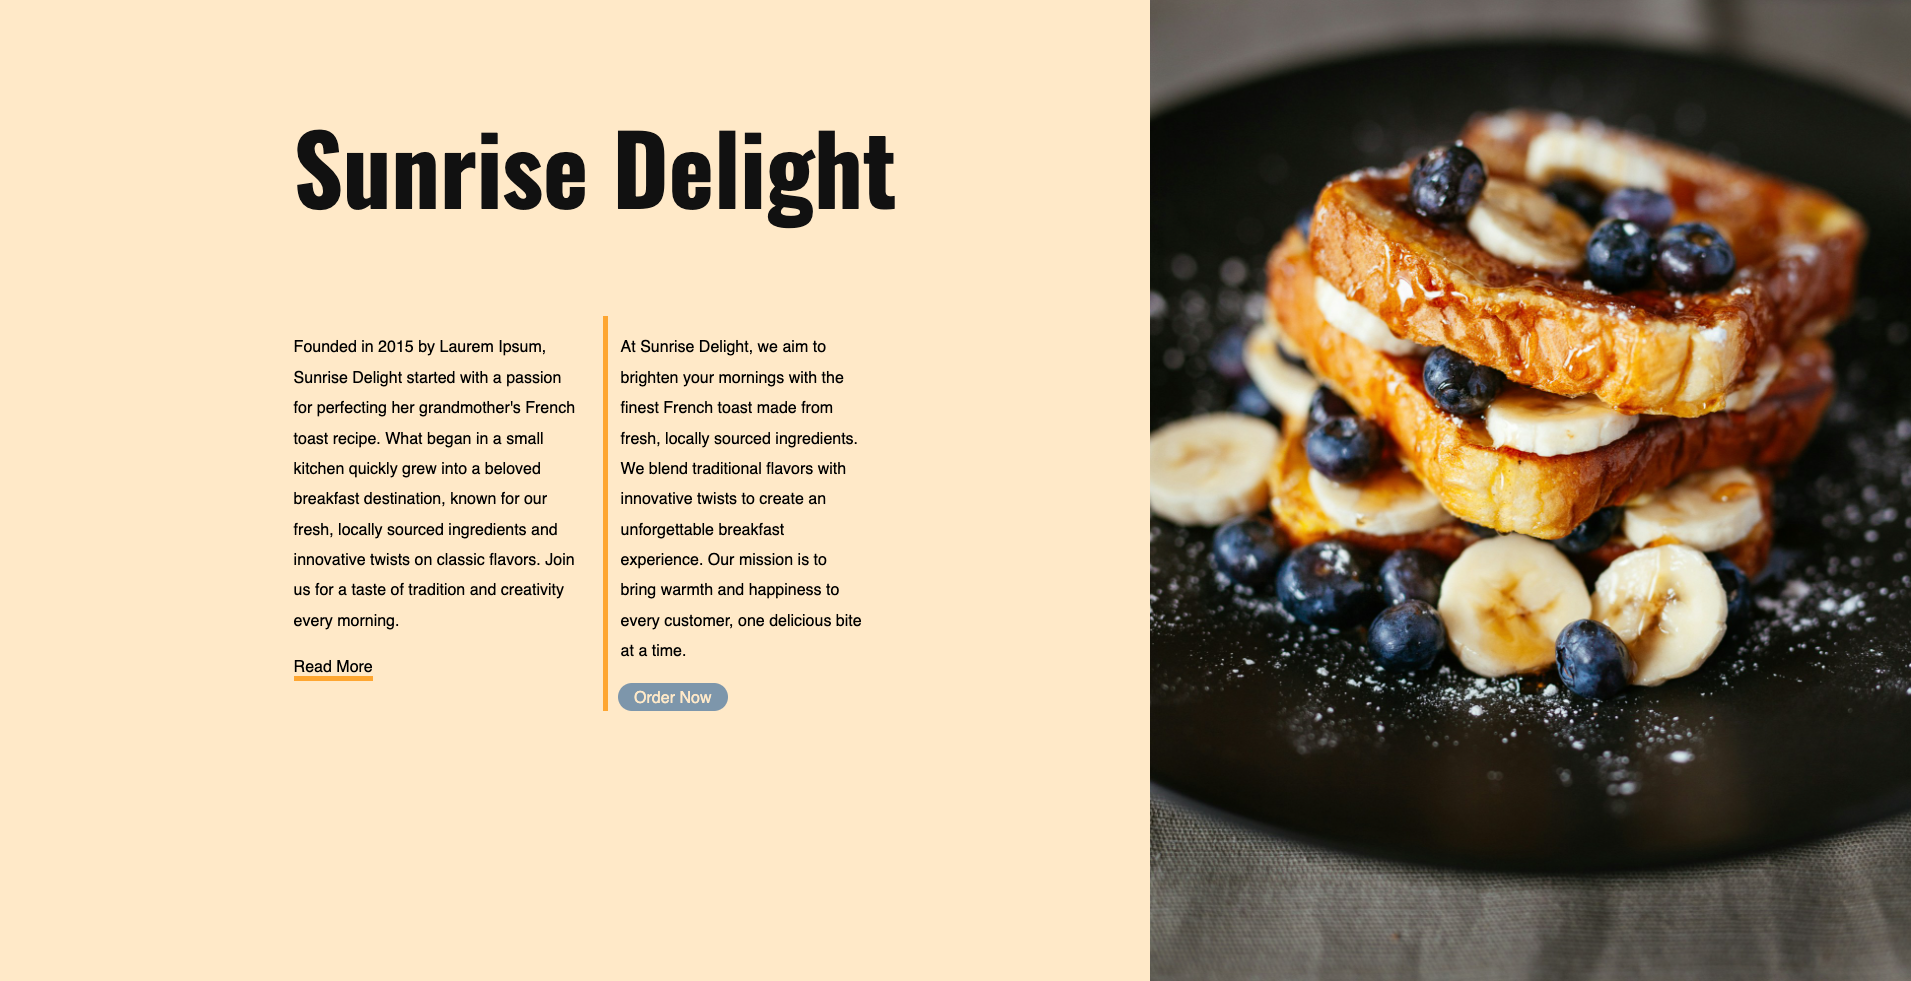 Sunrise Delight
Founded in 2015 by Laurem Ipsum,
Sunrise Delight started with a passion
for perfecting her grandmother's French
toast recipe. What began in a small
kitchen quickly grew into a beloved
breakfast destination, known for our
fresh, locally sourced ingredients and
innovative twists on classic flavors. Join
us for a taste of tradition and creativity
every morning.
Read More
At Sunrise Delight, we aim to
brighten your mornings with the
finest French toast made from
fresh, locally sourced ingredients.
We blend traditional flavors with
innovative twists to create an
unforgettable breakfast
experience. Our mission is to
bring warmth and happiness to
every customer, one delicious bite
at a time.
Order Now